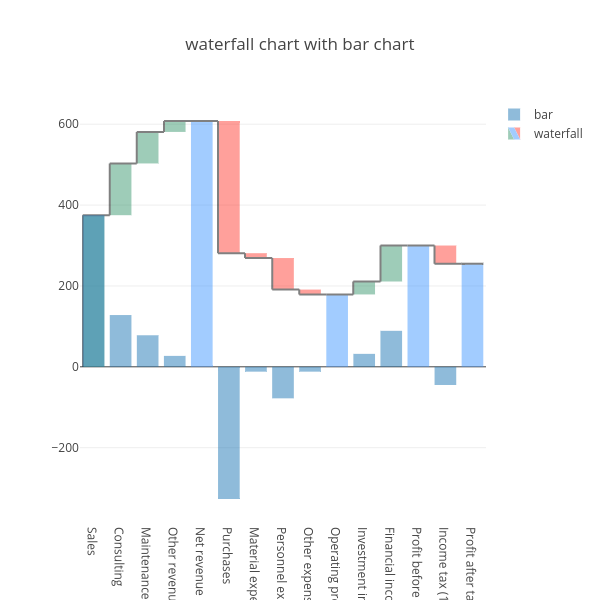 waterfall chart with bar chart
bar
waterfall
600
400
200
0
−200
Sales
Consulting
Maintenance
Other revenu
Net revenue
Purchases
Material expe
Personnel ex
Other expens
Operating pro
Investment in
Financial inco
Profit before
Income tax (1
Profit after ta